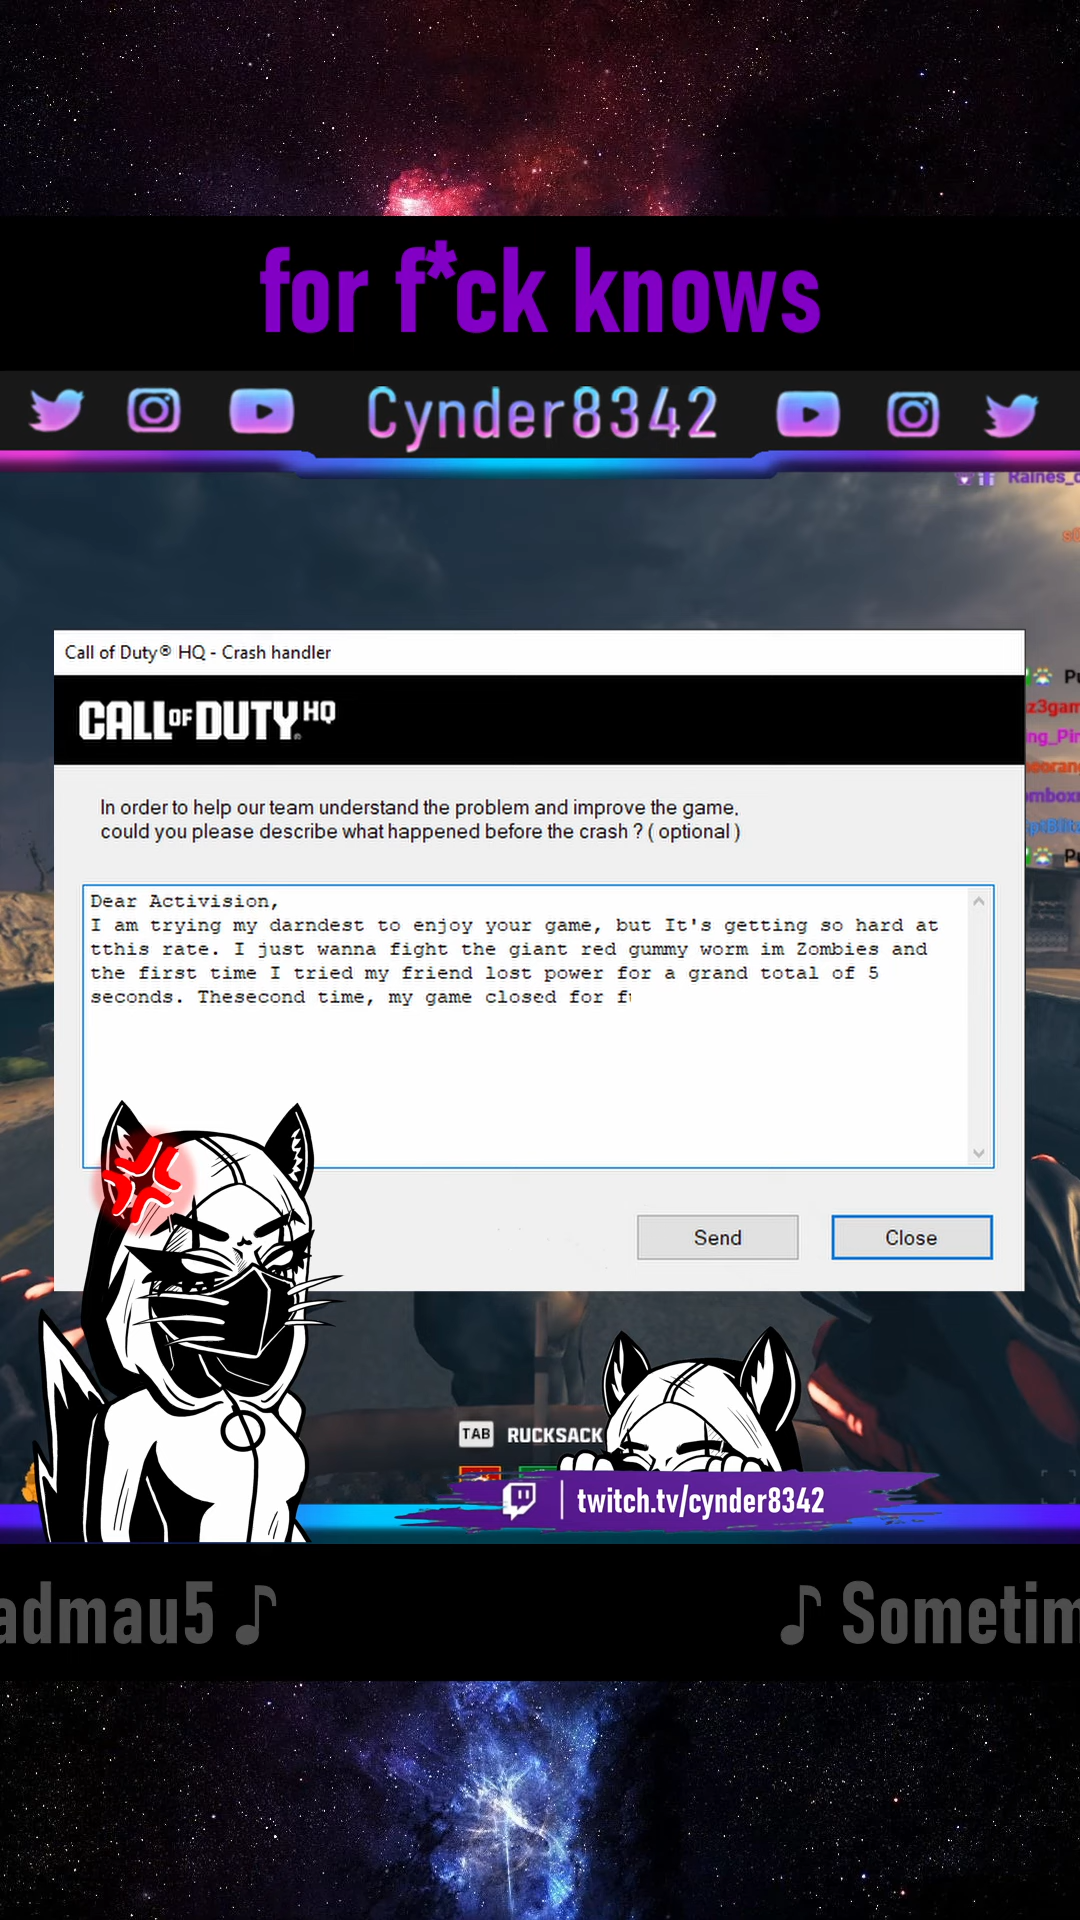 for f*ck knows
Cynder8342
Raines_
Call of Duty® HQ - Crash handler
CALL OF DUTY HQ
In order to help our team understand the problem and improve the game,
could you please describe what happened before the crash ? ( optional )
Dear Activision,
I am trying my darndest to enjoy your game, but It's getting so hard at
tthis rate. I just wanna fight the giant red gummy worm im Zombies and
the first time I tried my friend lost power for a grand total of 5
seconds. Thesecond time, my game closed for f
Send
Close
TAB RUCKSACK
twitch.tv/cynder8342
admau5 ♪
♪ Sometim